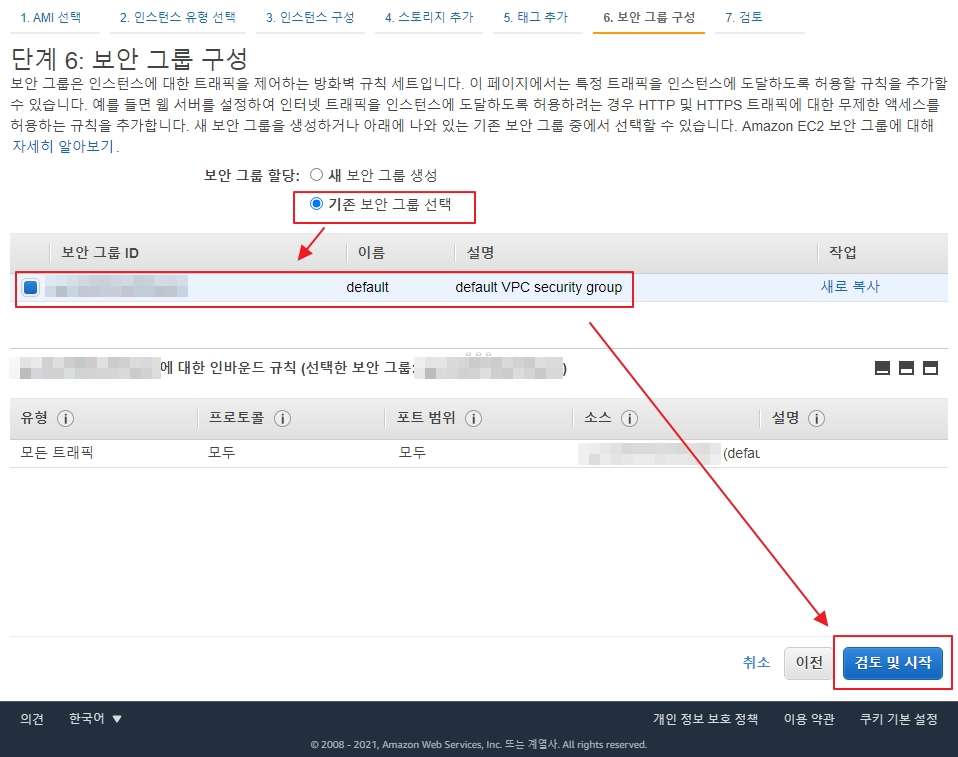 1. AMI 선택 2. 인스턴스 유형 선택 3. 인스턴스 구성 4. 스토리지 추가 5. 태그 추가 6. 보안 그룹 구성 7. 검토
단계 6: 보안 그룹 구성
보안 그룹은 인스턴스에 대한 트래픽을 제어하는 방화벽 규칙 세트입니다. 이 페이지에서는 특정 트래픽을 인스턴스에 도달하도록 허용할 규칙을 추가할
수 있습니다. 예를 들면 웹 서버를 설정하여 인터넷 트래픽을 인스턴스에 도달하도록 허용하려는 경우 HTTP 및 HTTPS 트래픽에 대한 무제한 액세스를
허용하는 규칙을 추가합니다. 새 보안 그룹을 생성하거나 아래에 나와 있는 기존 보안 그룹 중에서 선택할 수 있습니다. Amazon EC2 보안 그룹에 대해
자세히 알아보기.
보안 그룹 할당: 새 보안 그룹 생성
기존 보안 그룹 선택
보안 그룹 ID 이름 설명 작업
default default VPC security group 새로 복사
에 대한 인바운드 규칙 (선택한 보안 그룹: )
유형 프로토콜 포트 범위 소스 설명
모든 트래픽 모두 모두 (defau
취소 이전 검토 및 시작
의견 한국어 개인 정보 보호 정책 이용 약관 쿠키 기본 설정
© 2008 - 2021, Amazon Web Services, Inc. 또는 계열사. All rights reserved.